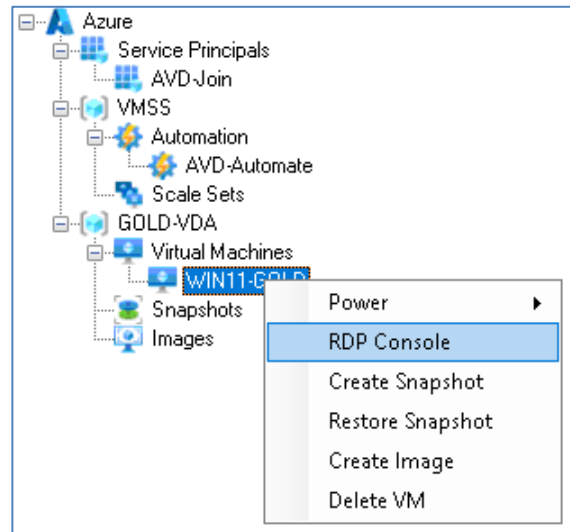 Azure
Service Principals
AVD-Join
VMSS
Automation
AVD-Automate
Scale Sets
GOLD-VDA
Virtual Machines
WIN11-GOLD
Snapshots
Images
Power
RDP Console
Create Snapshot
Restore Snapshot
Create Image
Delete VM